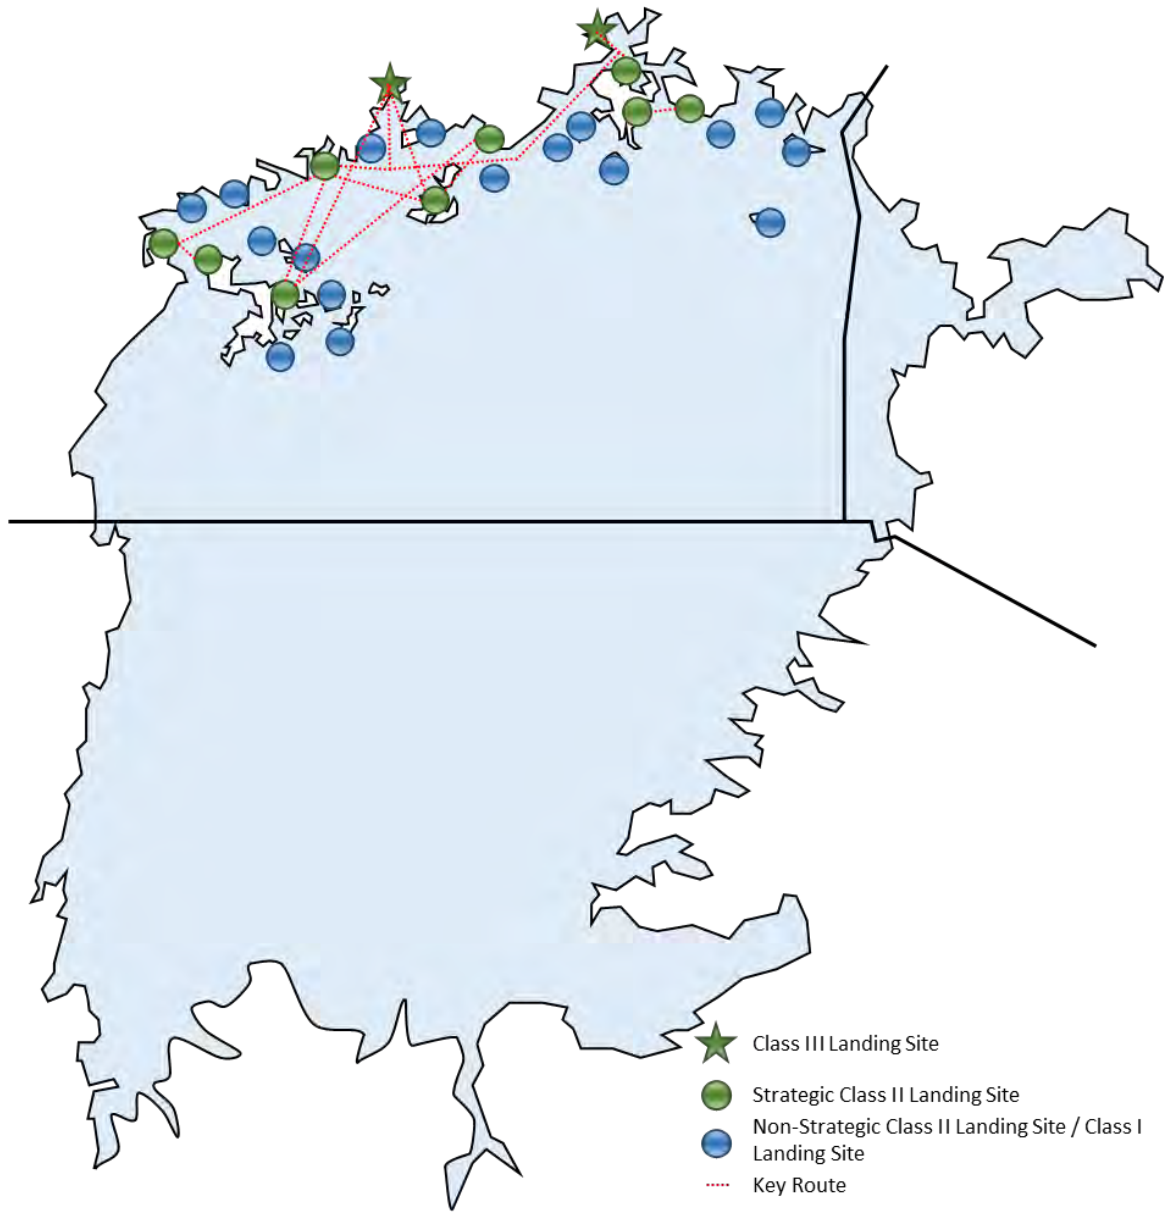 Class III Landing Site
Strategic Class II Landing Site
Non-Strategic Class II Landing Site / Class I
Landing Site
Key Route